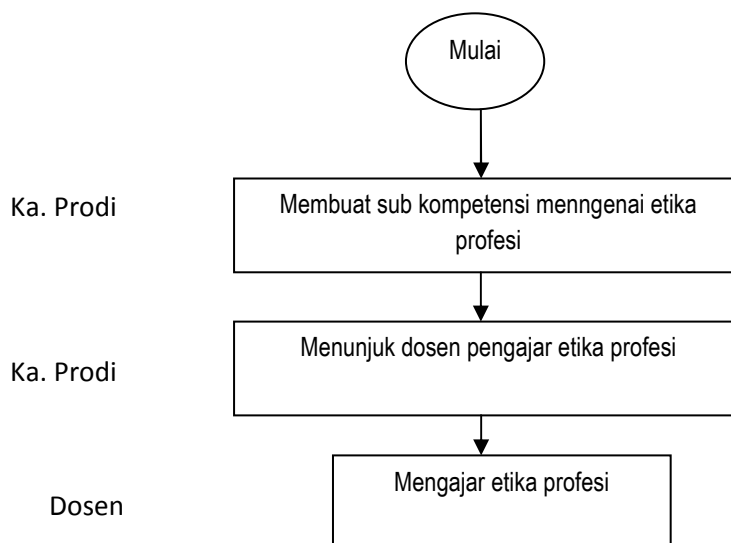 Mulai
Ka. Prodi
Membuat sub kompetensi menngenai etika
profesi
Ka. Prodi
Menunjuk dosen pengajar etika profesi
Dosen
Mengajar etika profesi